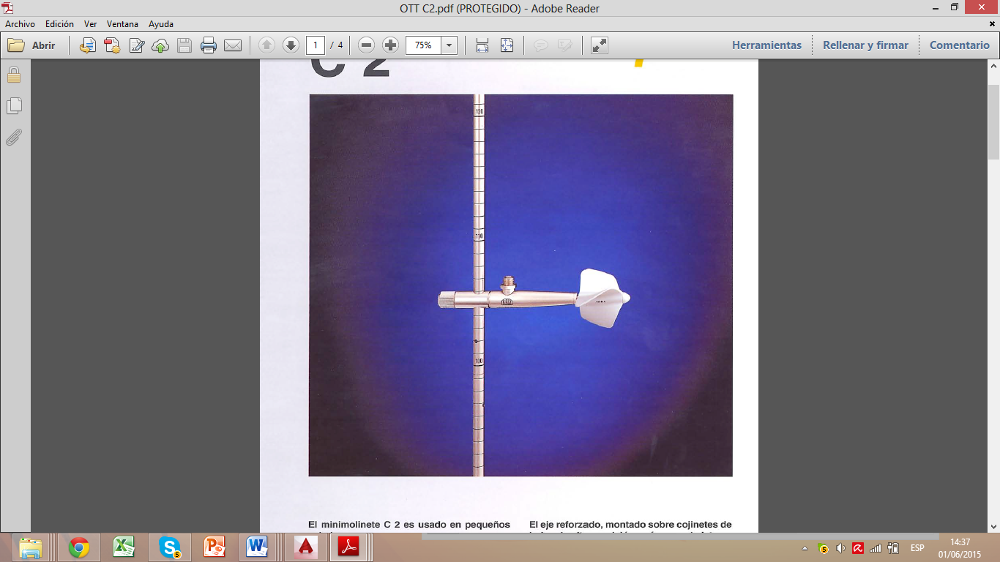 OTT C2.pdf (PROTEGIDO) - Adobe Reader
Archivo Edición Ver Ventana Ayuda
Abrir 1 / 4 75% Herramientas Rellenar y firmar Comentario
C 2
120
110
100
El minimolinete C 2 es usado en pequeños
El eje reforzado, montado sobre cojinetes de
5 5 ESP 14:37
01/06/2015